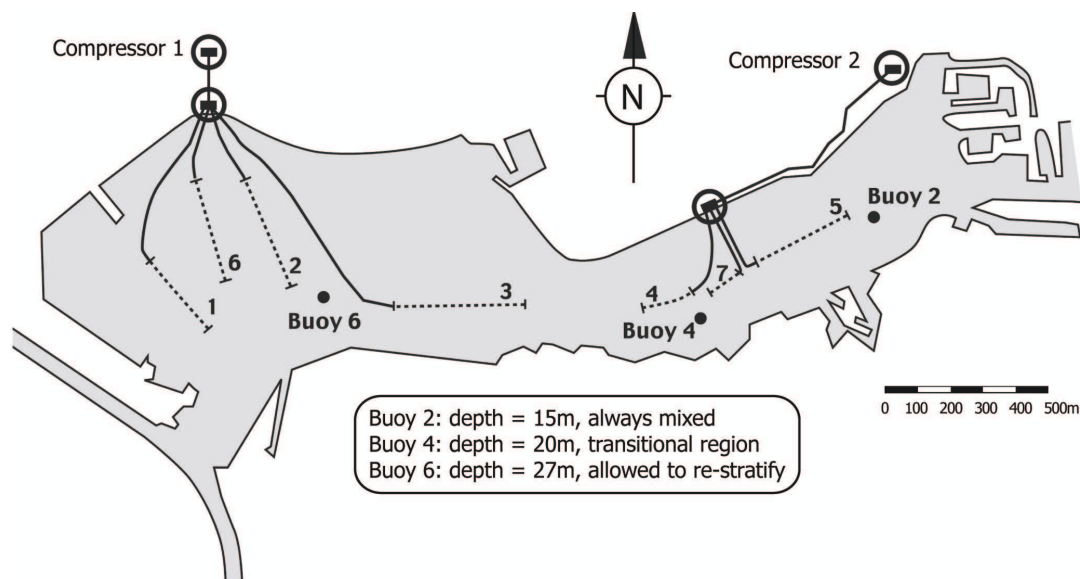 Compressor 1
Compressor 2
N
Buoy 2
5
6
2
7
1
Buoy 6
3
4
Buoy 4
0 100 200 300 400 500m
Buoy 2: depth = 15m, always mixed
Buoy 4: depth = 20m, transitional region
Buoy 6: depth = 27m, allowed to re-stratify